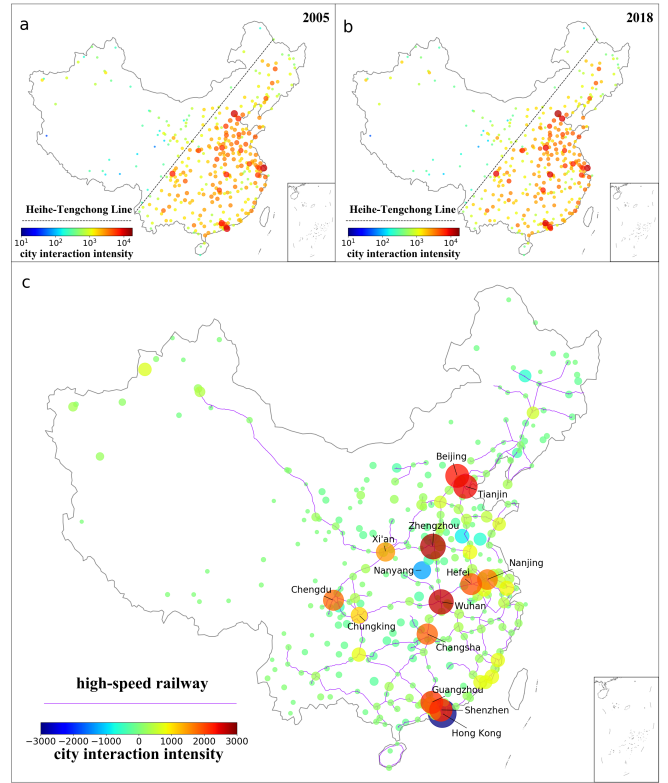 a
2005
Heihe-Tengchong Line
10¹ 10² 10³ 10⁴
city interaction intensity
b
2018
Heihe-Tengchong Line
10¹ 10² 10³ 10⁴
city interaction intensity
c
Beijing
Tianjin
Zhengzhou
Xi'an
Nanyang
Hefei
Nanjing
Chengdu
Wuhan
Chungking
Changsha
Guangzhou
Shenzhen
Hong Kong
high-speed railway
−3000 −2000 −1000 0 1000 2000 3000
city interaction intensity